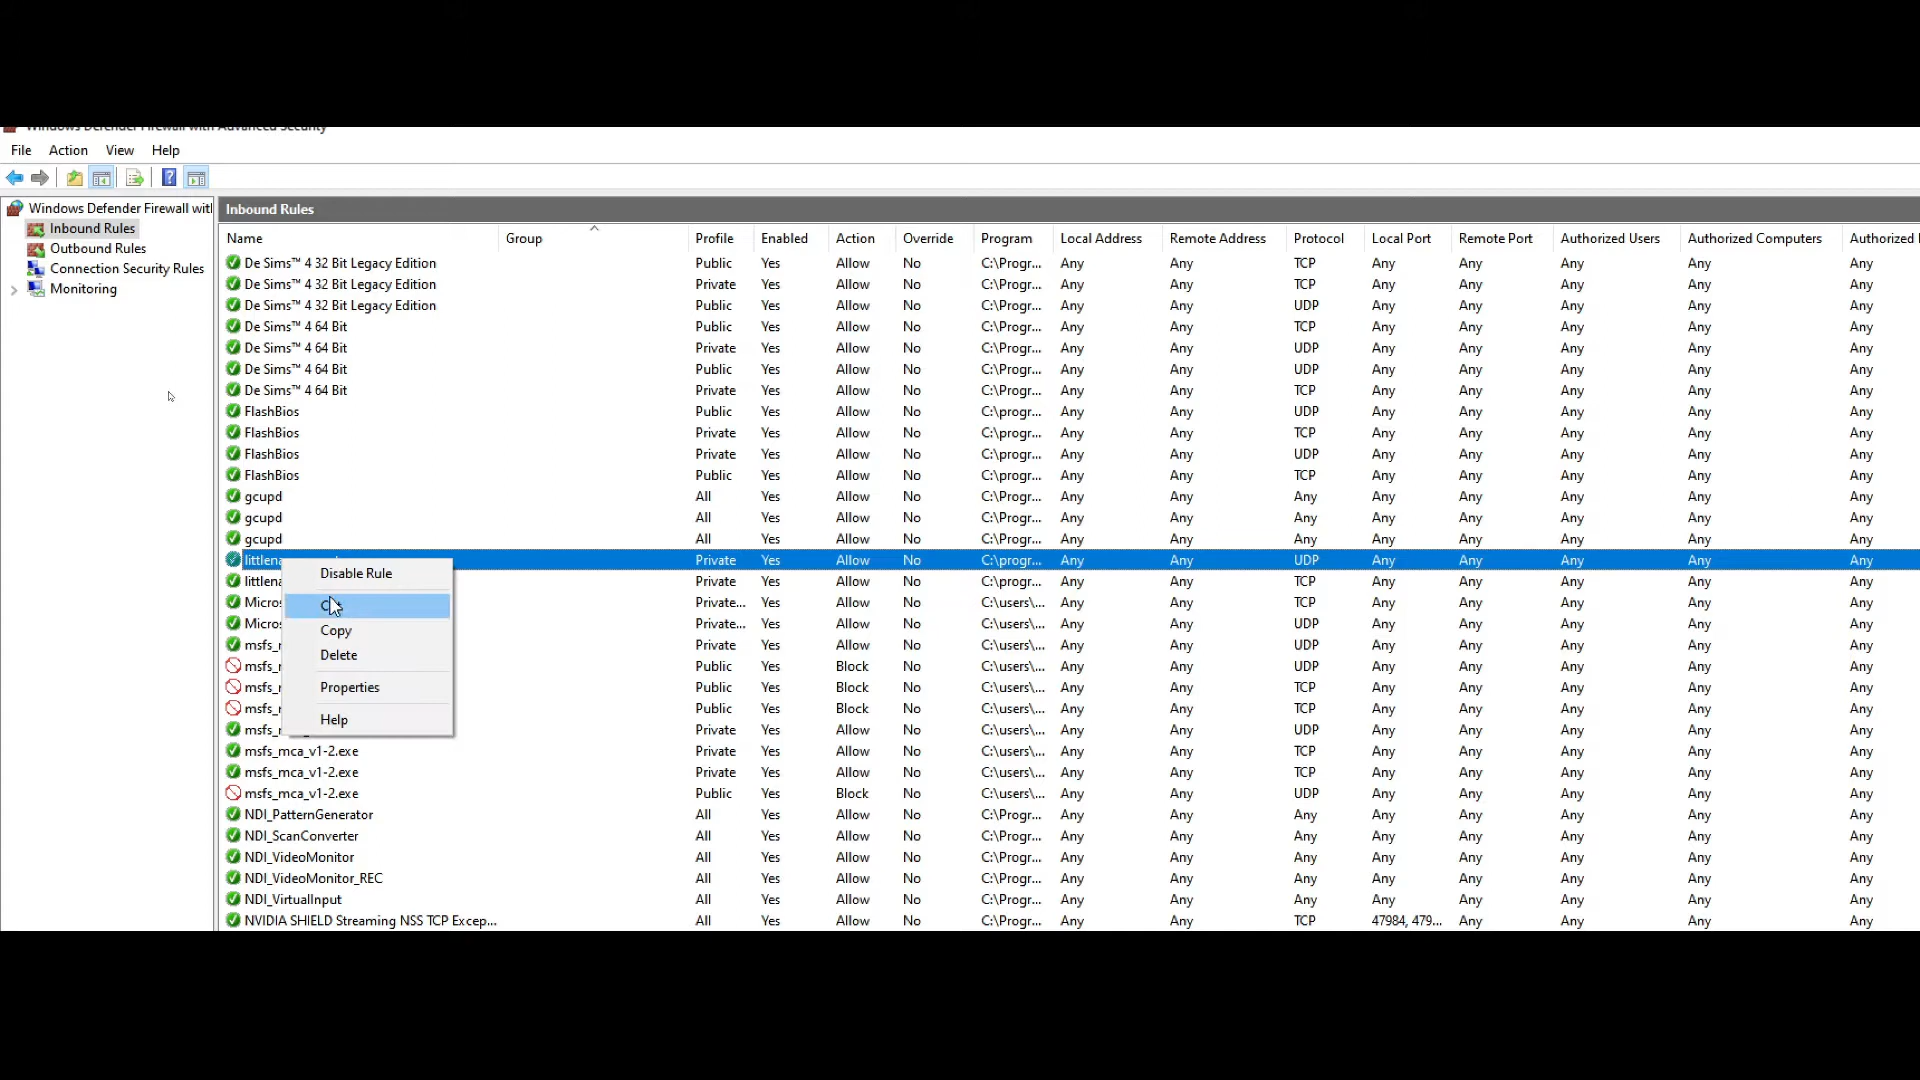 Windows Defender Firewall with Advanced Security
File Action View Help
Windows Defender Firewall wit
Inbound Rules
Outbound Rules
Connection Security Rules
Monitoring
Inbound Rules
Name Group Profile Enabled Action Override Program Local Address Remote Address Protocol Local Port Remote Port Authorized Users Authorized Computers Authorized
De Sims™ 4 32 Bit Legacy Edition Public Yes Allow No C:\Progr... Any Any TCP Any Any Any Any Any
De Sims™ 4 32 Bit Legacy Edition Private Yes Allow No C:\Progr... Any Any TCP Any Any Any Any Any
De Sims™ 4 32 Bit Legacy Edition Public Yes Allow No C:\Progr... Any Any UDP Any Any Any Any Any
De Sims™ 4 64 Bit Public Yes Allow No C:\Progr... Any Any TCP Any Any Any Any Any
De Sims™ 4 64 Bit Private Yes Allow No C:\Progr... Any Any UDP Any Any Any Any Any
De Sims™ 4 64 Bit Public Yes Allow No C:\Progr... Any Any UDP Any Any Any Any Any
De Sims™ 4 64 Bit Private Yes Allow No C:\Progr... Any Any TCP Any Any Any Any Any
FlashBios Public Yes Allow No C:\progr... Any Any UDP Any Any Any Any Any
FlashBios Private Yes Allow No C:\progr... Any Any TCP Any Any Any Any Any
FlashBios Private Yes Allow No C:\progr... Any Any UDP Any Any Any Any Any
FlashBios Public Yes Allow No C:\progr... Any Any TCP Any Any Any Any Any
gcupd All Yes Allow No C:\Progr... Any Any Any Any Any Any Any Any
gcupd All Yes Allow No C:\Progr... Any Any Any Any Any Any Any Any
gcupd All Yes Allow No C:\Progr... Any Any Any Any Any Any Any Any
littlena Private Yes Allow No C:\progr... Any Any UDP Any Any Any Any Any
littlena Private Yes Allow No C:\progr... Any Any TCP Any Any Any Any Any
Micros Private... Yes Allow No C:\users\... Any Any TCP Any Any Any Any Any
Micros Private... Yes Allow No C:\users\... Any Any UDP Any Any Any Any Any
msfs_r Private Yes Allow No C:\users\... Any Any UDP Any Any Any Any Any
msfs_r Public Yes Block No C:\users\... Any Any UDP Any Any Any Any Any
msfs_r Public Yes Block No C:\users\... Any Any TCP Any Any Any Any Any
msfs_r Public Yes Block No C:\users\... Any Any TCP Any Any Any Any Any
msfs_ Private Yes Allow No C:\users\... Any Any UDP Any Any Any Any Any
msfs_mca_v1-2.exe Private Yes Allow No C:\users\... Any Any TCP Any Any Any Any Any
msfs_mca_v1-2.exe Private Yes Allow No C:\users\... Any Any TCP Any Any Any Any Any
msfs_mca_v1-2.exe Public Yes Block No C:\users\... Any Any UDP Any Any Any Any Any
NDI_PatternGenerator All Yes Allow No C:\Progr... Any Any Any Any Any Any Any Any
NDI_ScanConverter All Yes Allow No C:\Progr... Any Any Any Any Any Any Any Any
NDI_VideoMonitor All Yes Allow No C:\Progr... Any Any Any Any Any Any Any Any
NDI_VideoMonitor_REC All Yes Allow No C:\Progr... Any Any Any Any Any Any Any Any
NDI_VirtualInput All Yes Allow No C:\Progr... Any Any Any Any Any Any Any Any
NVIDIA SHIELD Streaming NSS TCP Excep... All Yes Allow No C:\Progr... Any Any TCP 47984, 479... Any Any Any Any
Disable Rule
Copy
Delete
Properties
Help